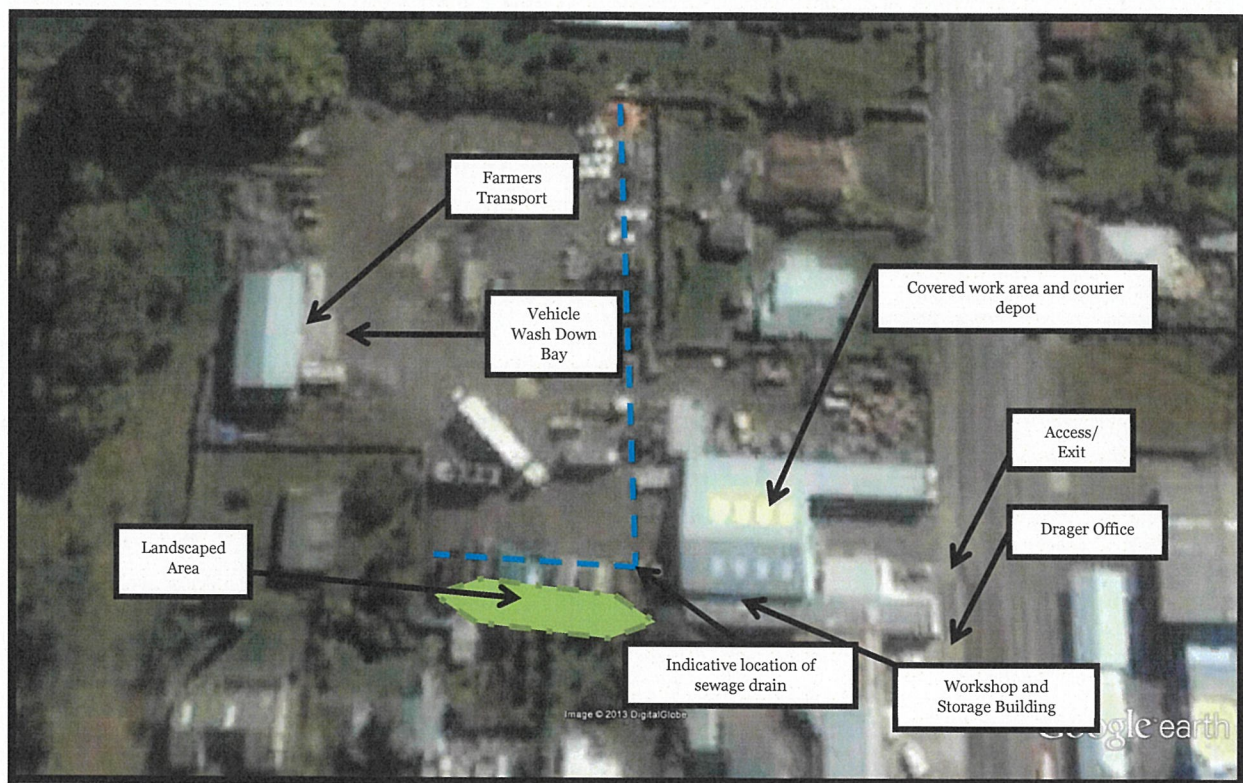 Farmers
Transport
Covered work area and courier
depot
Vehicle
Wash Down
Bay
Access/
Exit
Drager Office
Landscaped
Area
Indicative location of
sewage drain
Workshop and
Storage Building
Image © 2013 DigitalGlobe
Google earth